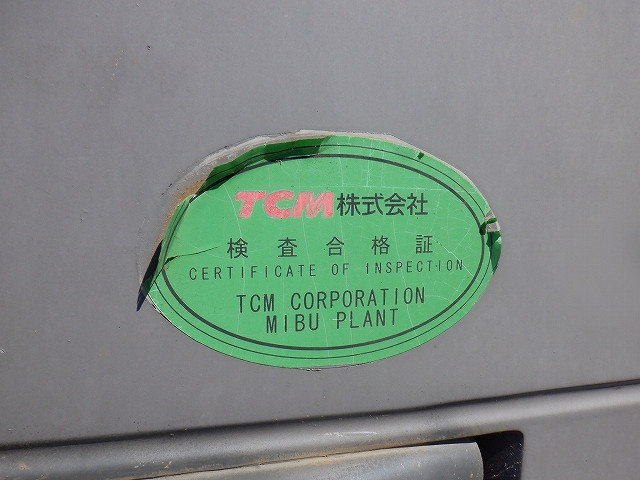 TCM株式会社
検査合格証
CERTIFICATE OF INSPECTION
TCM CORPORATION
MIBU PLANT